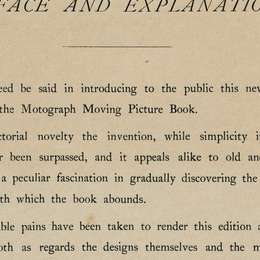 FACE AND EXPLANATIO
eed be said in introducing to the public this new
the Motograph Moving Picture Book.
ctorial novelty the invention, while simplicity i
r been surpassed, and it appeals alike to old and
a peculiar fascination in gradually discovering the
th which the book abounds.
ble pains have been taken to render this edition a
oth as regards the designs themselves and the m